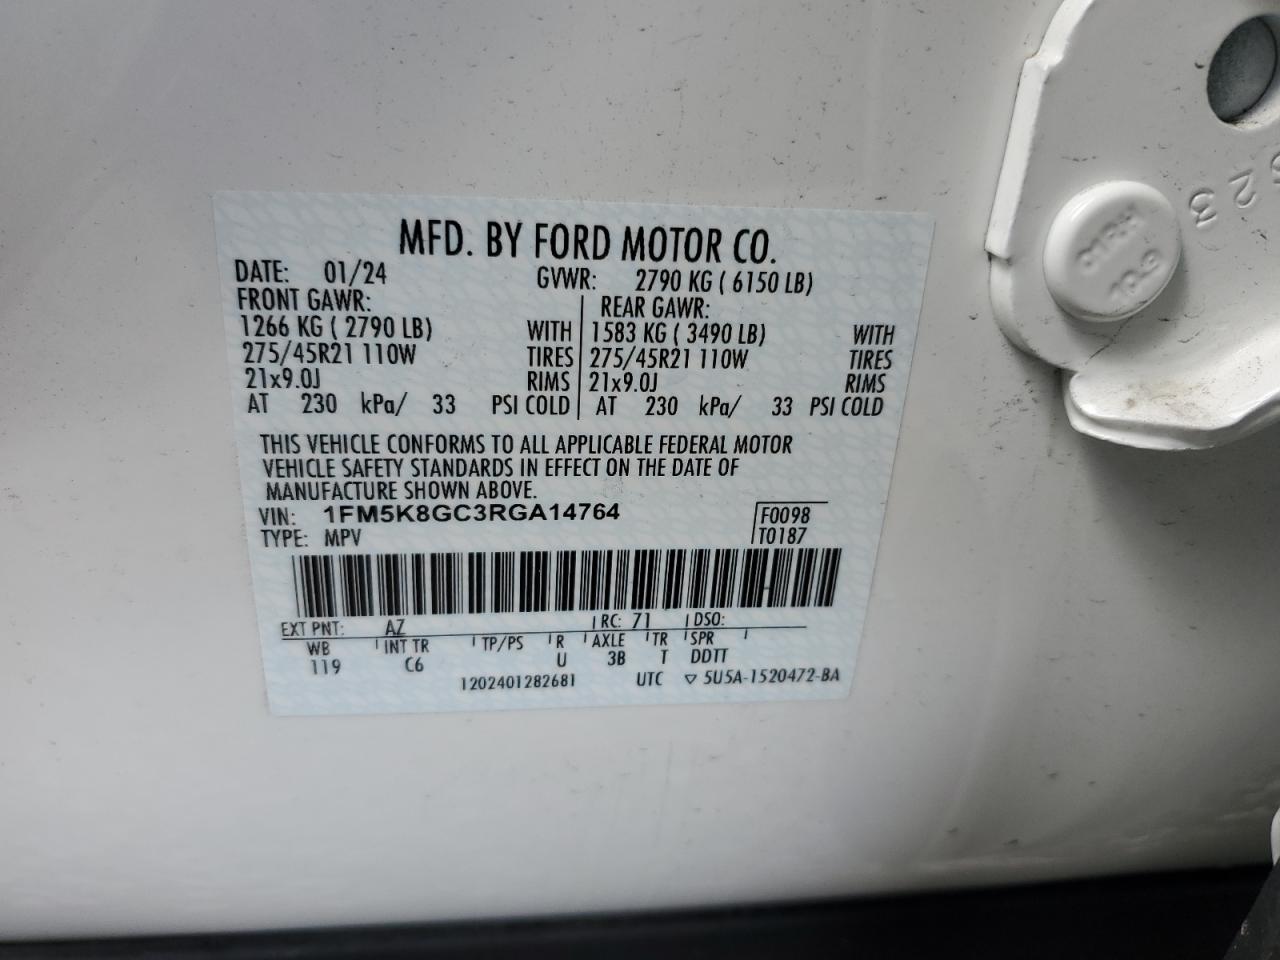 MFD. BY FORD MOTOR CO.
DATE: 01/24 GVWR: 2790 KG ( 6150 LB)
FRONT GAWR: REAR GAWR:
1266 KG ( 2790 LB) WITH 1583 KG ( 3490 LB) WITH
275/45R21 110W TIRES 275/45R21 110W TIRES
21x9.0J RIMS 21x9.0J RIMS
AT 230 kPa/ 33 PSI COLD AT 230 kPa/ 33 PSI COLD
THIS VEHICLE CONFORMS TO ALL APPLICABLE FEDERAL MOTOR
VEHICLE SAFETY STANDARDS IN EFFECT ON THE DATE OF
MANUFACTURE SHOWN ABOVE.
VIN: 1FM5K8GC3RGA14764 F0098
TYPE: MPV T0187
EXT PNT: AZ RC: 71 DSO:
WB INT TR TP/PS R AXLE TR SPR
119 C6 U 3B T DDTT
1202401282681 UTC ▽ 5U5A-1520472-BA
323
10.9